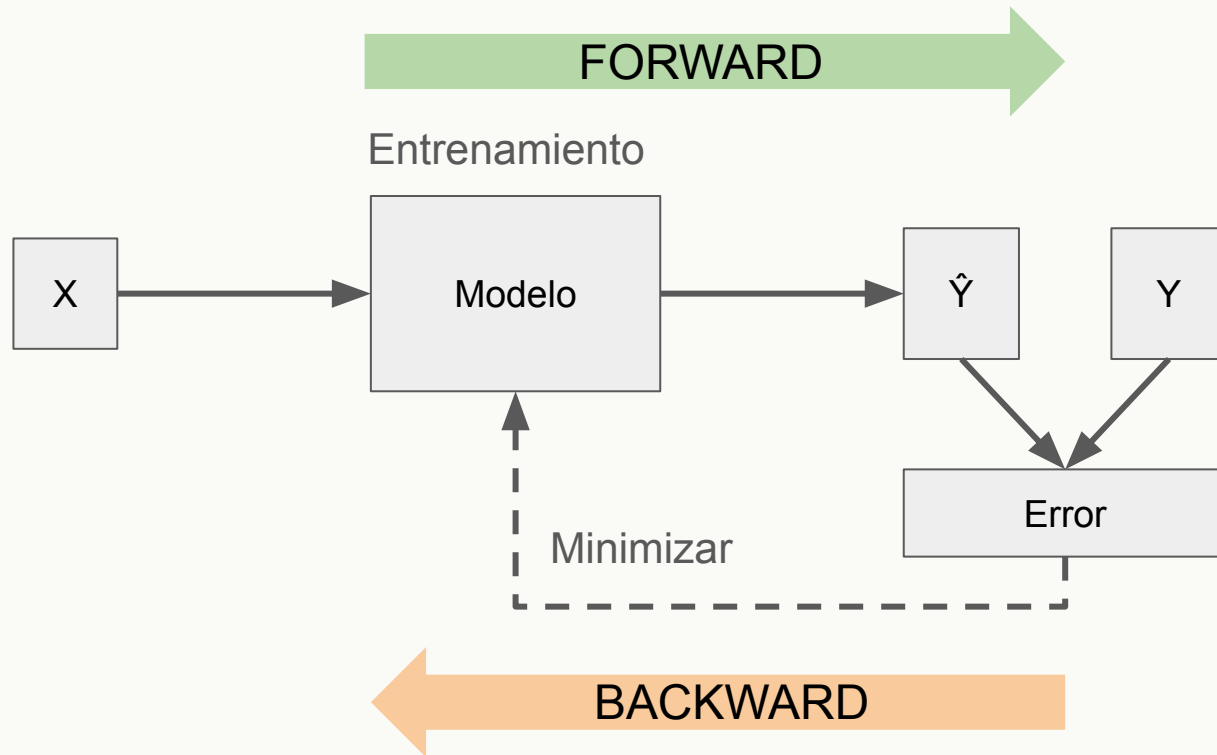 FORWARD
Entrenamiento
X
Modelo
Ŷ
Y
Error
Minimizar
BACKWARD